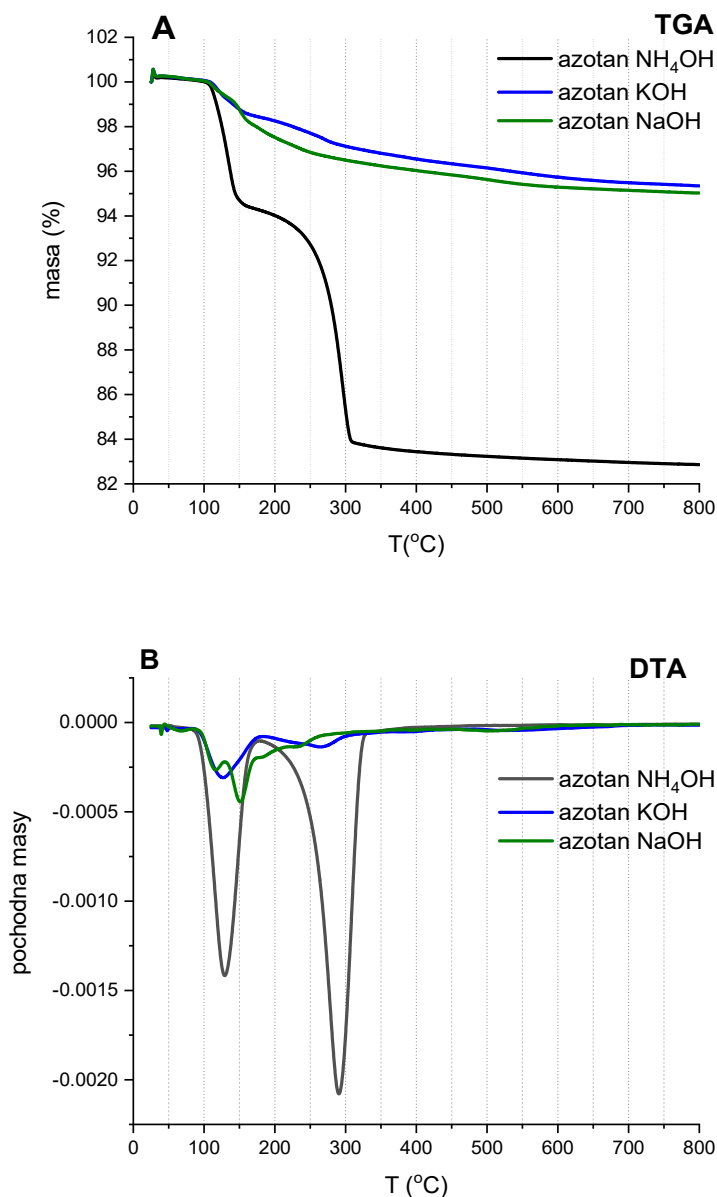 A
TGA
azotan NH₄OH
azotan KOH
azotan NaOH
102
100
98
96
94
92
90
88
86
84
82
masa (%)
0 100 200 300 400 500 600 700 800
T(°C)
B
DTA
azotan NH₄OH
azotan KOH
azotan NaOH
0.0000
-0.0005
-0.0010
-0.0015
-0.0020
pochodna masy
0 100 200 300 400 500 600 700 800
T (°C)